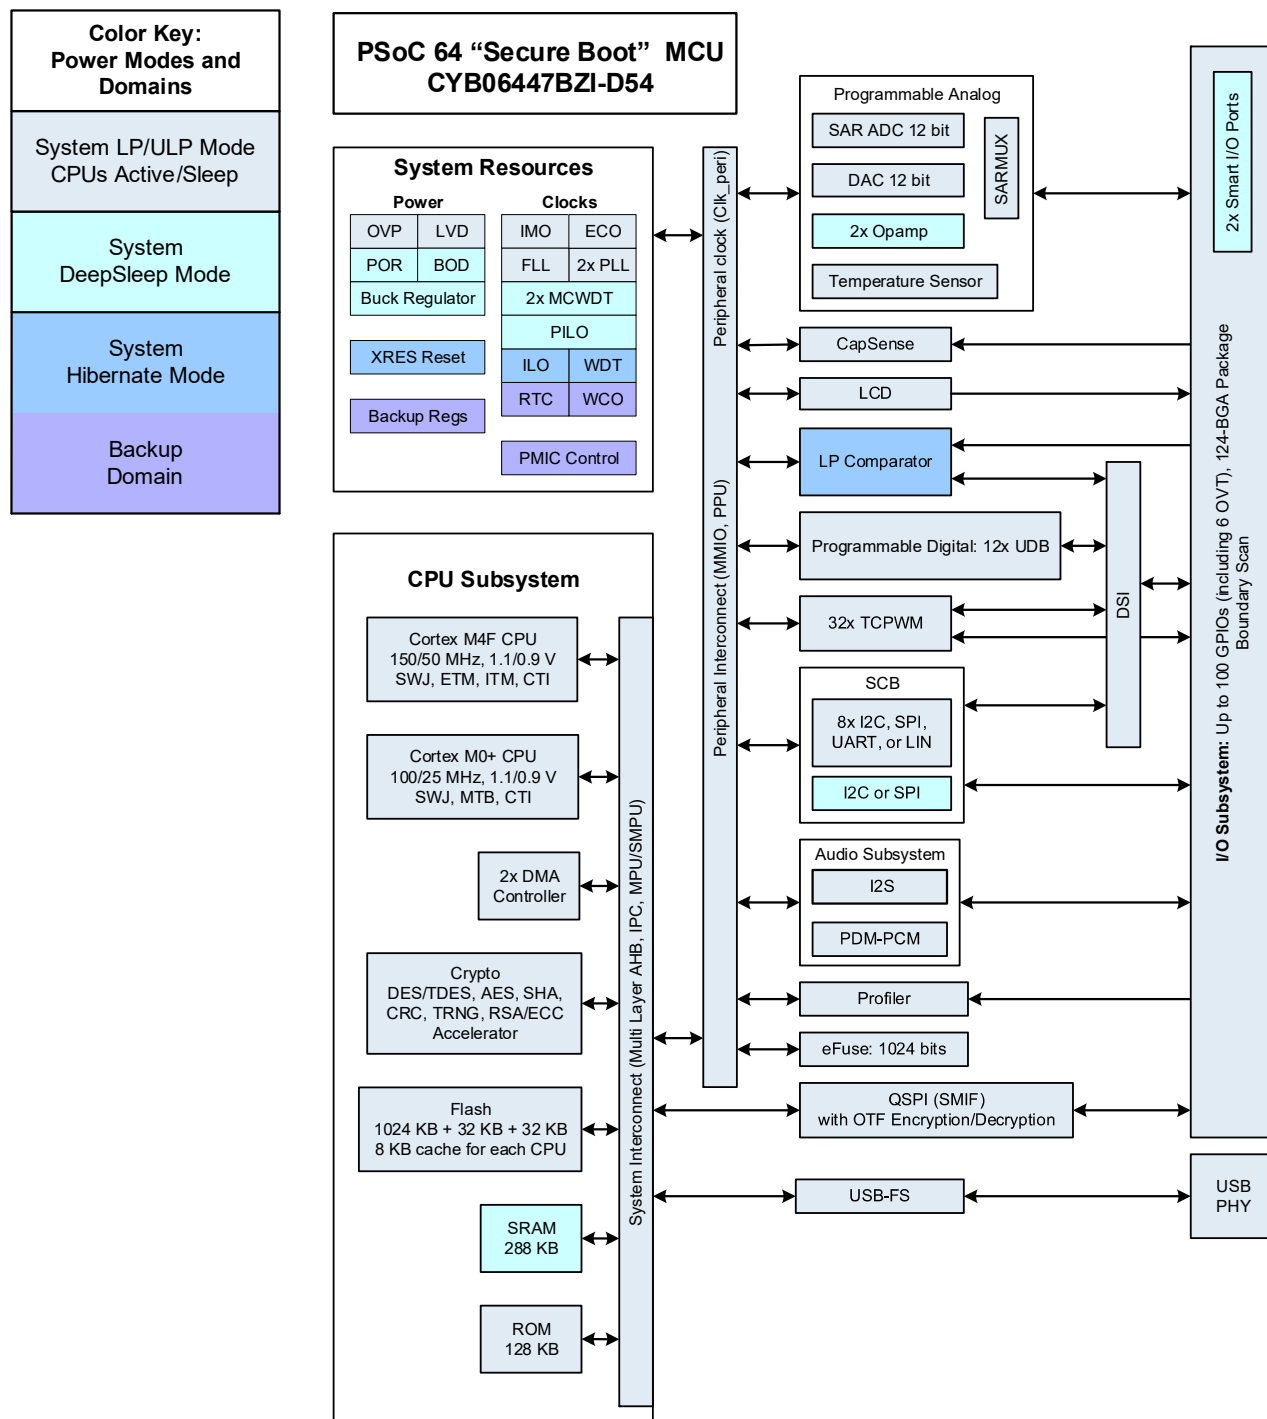 Color Key:
Power Modes and
Domains
System LP/ULP Mode
CPUs Active/Sleep
System
DeepSleep Mode
System
Hibernate Mode
Backup
Domain
PSoC 64 “Secure Boot” MCU
CYB06447BZI-D54
System Resources
Power
Clocks
OVP
LVD
POR
BOD
Buck Regulator
XRES Reset
Backup Regs
IMO
ECO
FLL
2x PLL
2x MCWDT
PILO
ILO
WDT
RTC
WCO
PMIC Control
CPU Subsystem
Cortex M4F CPU
150/50 MHz, 1.1/0.9 V
SWJ, ETM, ITM, CTI
Cortex M0+ CPU
100/25 MHz, 1.1/0.9 V
SWJ, MTB, CTI
2x DMA
Controller
Crypto
DES/TDES, AES, SHA,
CRC, TRNG, RSA/ECC
Accelerator
Flash
1024 KB + 32 KB + 32 KB
8 KB cache for each CPU
SRAM
288 KB
ROM
128 KB
System Interconnect (Multi Layer AHB, IPC, MPU/SMPU)
Peripheral clock (Clk_peri)
Peripheral Interconnect (MMIO, PPU)
Programmable Analog
SAR ADC 12 bit
DAC 12 bit
2x Opamp
Temperature Sensor
SARMUX
CapSense
LCD
LP Comparator
Programmable Digital: 12x UDB
32x TCPWM
SCB
8x I2C, SPI,
UART, or LIN
I2C or SPI
DSI
Audio Subsystem
I2S
PDM-PCM
Profiler
eFuse: 1024 bits
QSPI (SMIF)
with OTF Encryption/Decryption
USB-FS
2x Smart I/O Ports
I/O Subsystem: Up to 100 GPIOs (including 6 OVT), 124-BGA Package
Boundary Scan
USB
PHY